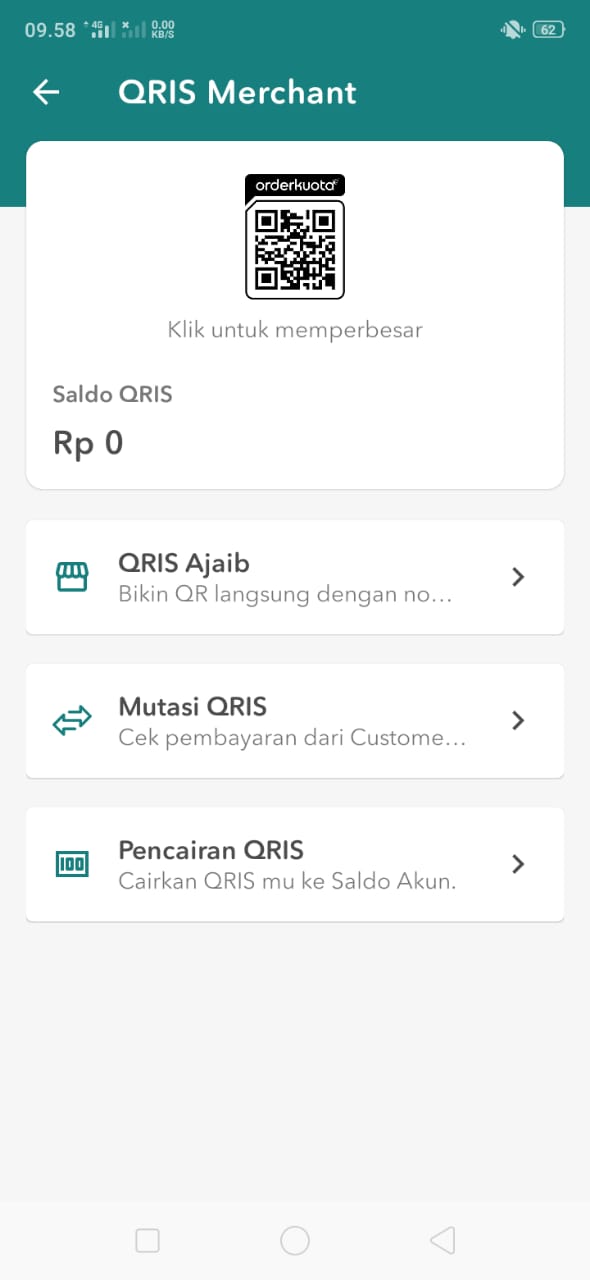 09.58 4G 0.00 KB/S 62
QRIS Merchant
orderkuota
Klik untuk memperbesar
Saldo QRIS
Rp 0
QRIS Ajaib
Bikin QR langsung dengan no...
Mutasi QRIS
Cek pembayaran dari Custome...
100
Pencairan QRIS
Cairkan QRIS mu ke Saldo Akun.